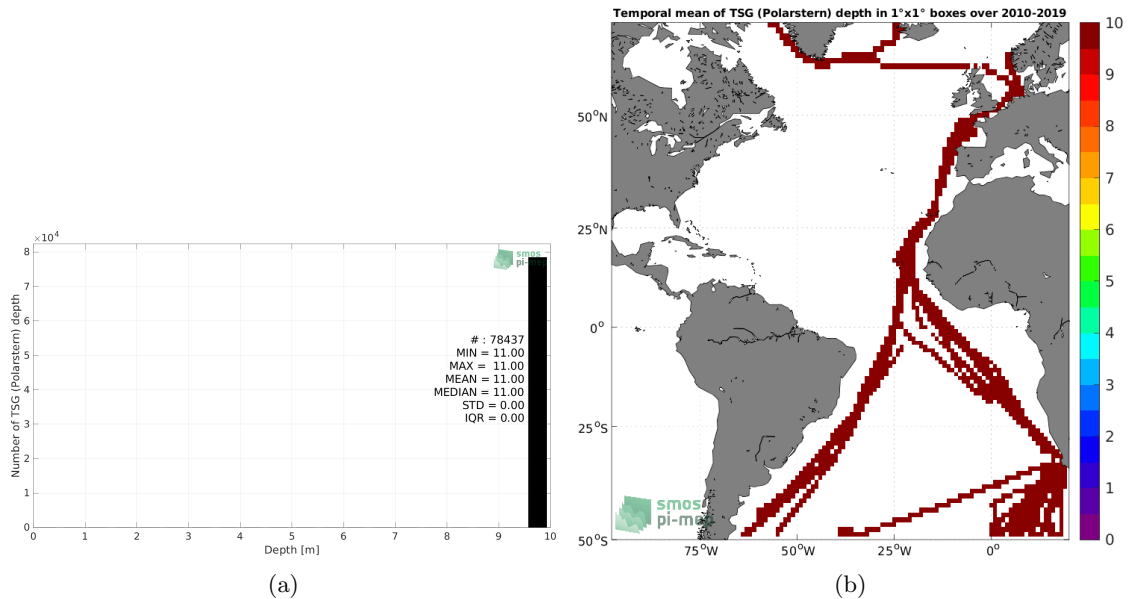 ×10⁴
8
7
6
5
4
3
2
1
0
Number of TSG (Polarstern) depth
smos
pi-mep
# : 78437
MIN = 11.00
MAX = 11.00
MEAN = 11.00
MEDIAN = 11.00
STD = 0.00
IQR = 0.00
0 1 2 3 4 5 6 7 8 9 10
Depth [m]
(a)
Temporal mean of TSG (Polarstern) depth in 1°x1° boxes over 2010-2019
50°N
25°N
0°
25°S
50°S
75°W 50°W 25°W 0°
smos
pi-mep
10
9
8
7
6
5
4
3
2
1
0
(b)